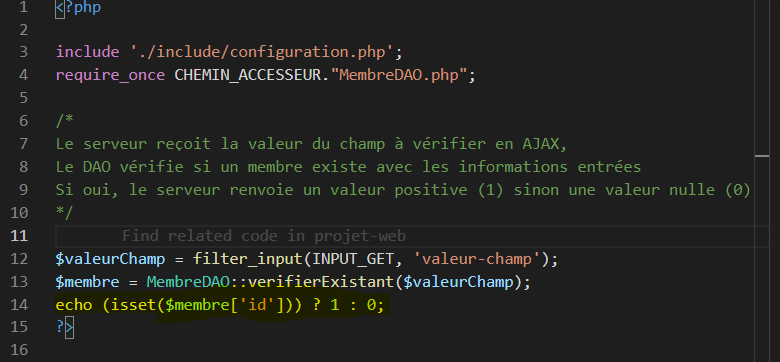 1 <?php
2
3 include './include/configuration.php';
4 require_once CHEMIN_ACCESSEUR."MembreDAO.php";
5
6 /*
7 Le serveur reçoit la valeur du champ à vérifier en AJAX,
8 Le DAO vérifie si un membre existe avec les informations entrées
9 Si oui, le serveur renvoie un valeur positive (1) sinon une valeur nulle (0)
10 */
11 Find related code in projet-web
12 $valeurChamp = filter_input(INPUT_GET, 'valeur-champ');
13 $membre = MembreDAO::verifierExistant($valeurChamp);
14 echo (isset($membre['id'])) ? 1 : 0;
15 ?>
16